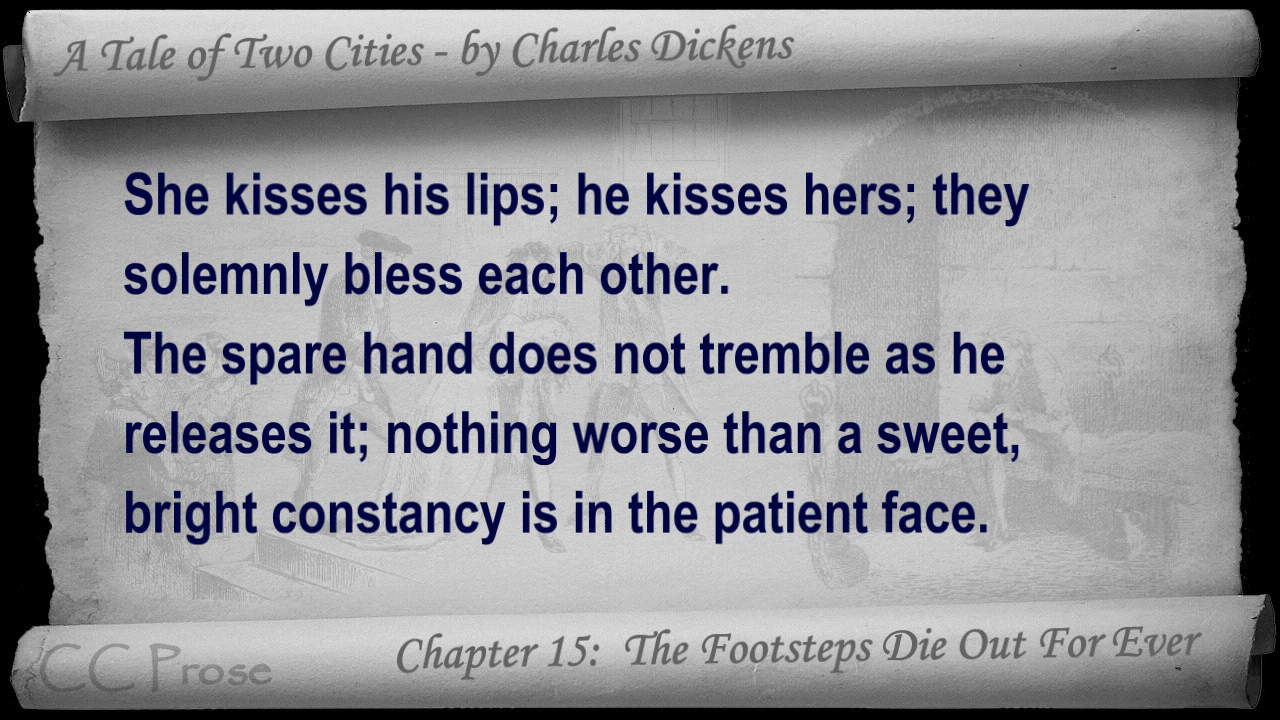 A Tale of Two Cities - by Charles Dickens
She kisses his lips; he kisses hers; they
solemnly bless each other.
The spare hand does not tremble as he
releases it; nothing worse than a sweet,
bright constancy is in the patient face.
Chapter 15: The Footsteps Die Out For Ever
CC Prose